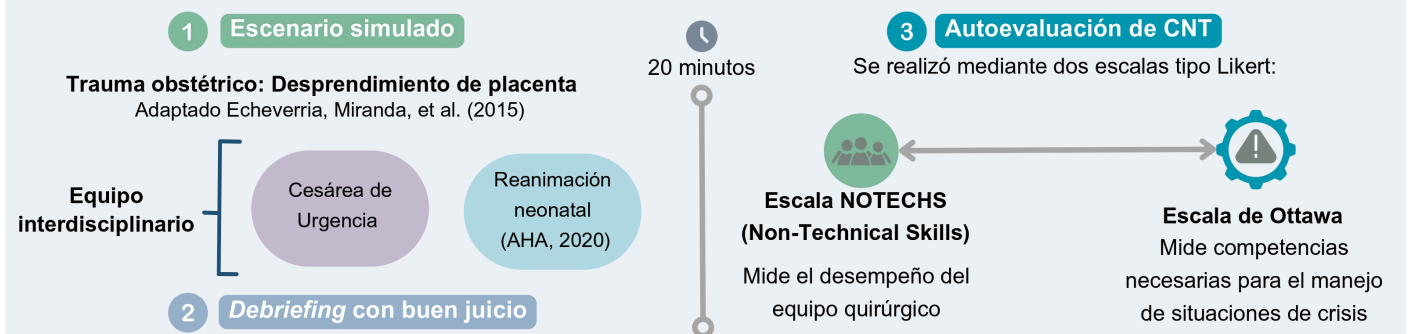 1 Escenario simulado
Trauma obstétrico: Desprendimiento de placenta
Adaptado Echeverria, Miranda, et al. (2015)
Equipo
interdisciplinario
Cesárea de
Urgencia
Reanimación
neonatal
(AHA, 2020)
2 Debriefing con buen juicio
20 minutos
3 Autoevaluación de CNT
Se realizó mediante dos escalas tipo Likert:
Escala NOTECHS
(Non-Technical Skills)
Mide el desempeño del
equipo quirúrgico
Escala de Ottawa
Mide competencias
necesarias para el manejo
de situaciones de crisis